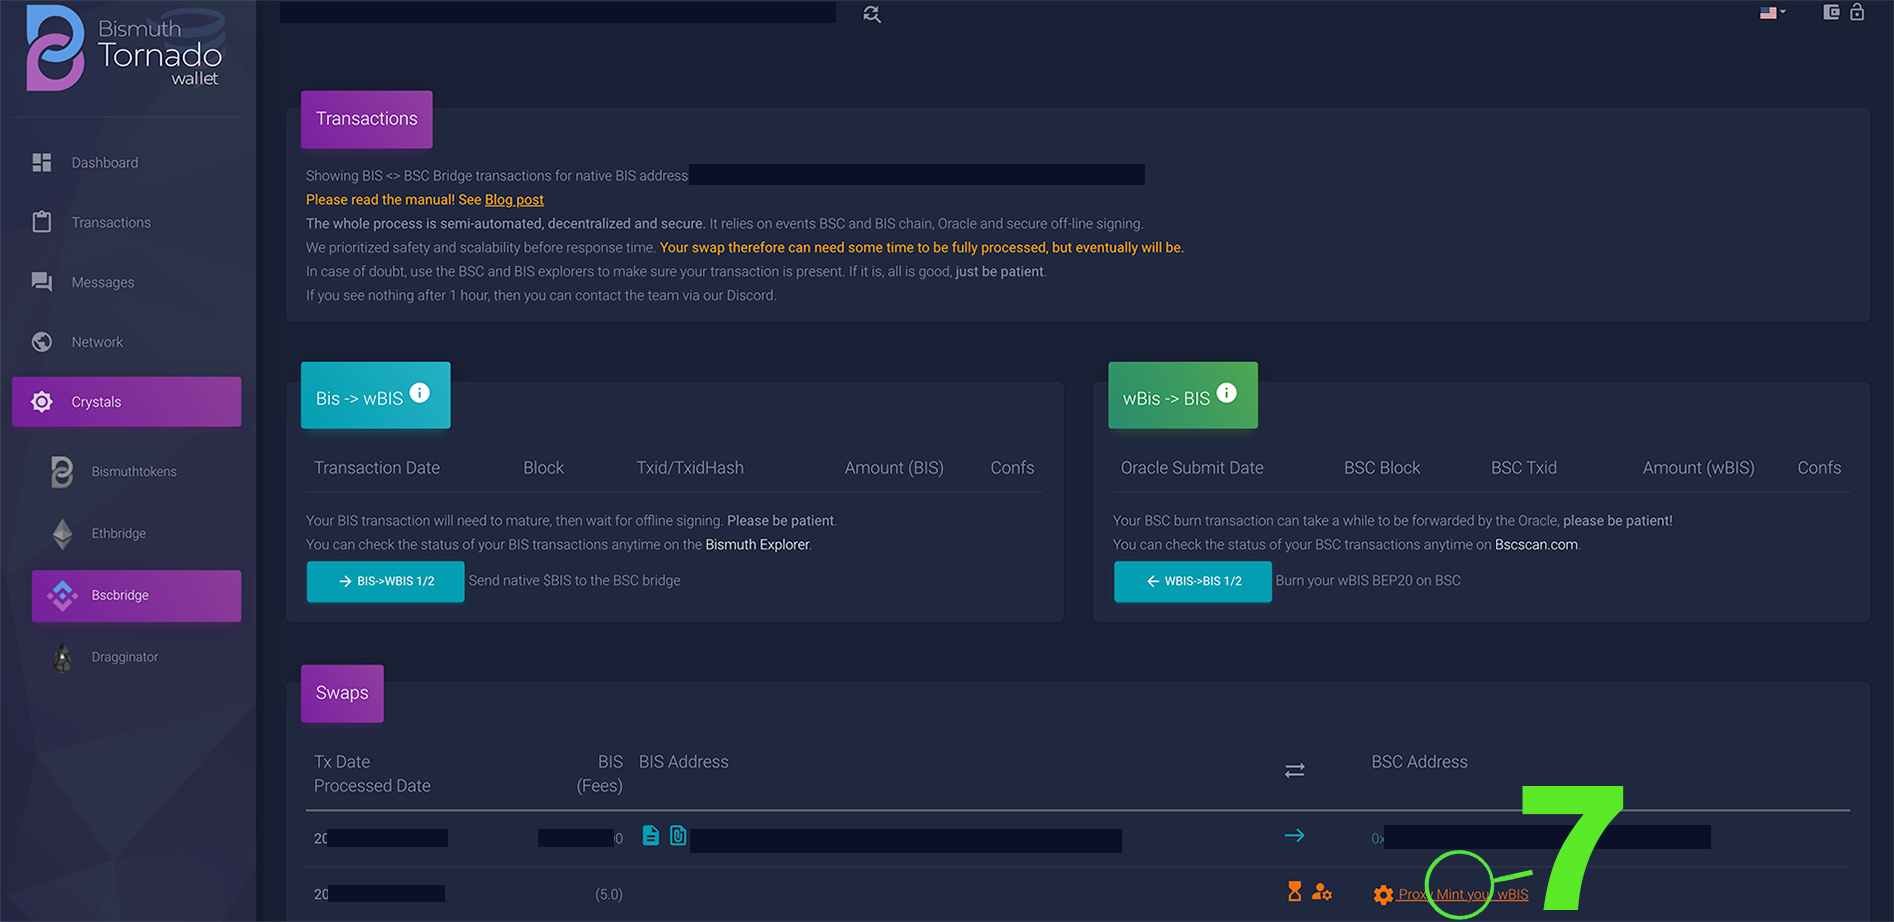 Bismuth
Tornado
wallet
Dashboard
Transactions
Messages
Network
Crystals
Bismuthtokens
Ethbridge
Bscbridge
Dragginator
Transactions
Showing BIS <> BSC Bridge transactions for native BIS address
Please read the manual! See Blog post
The whole process is semi-automated, decentralized and secure. It relies on events BSC and BIS chain, Oracle and secure off-line signing.
We prioritized safety and scalability before response time. Your swap therefore can need some time to be fully processed, but eventually will be.
In case of doubt, use the BSC and BIS explorers to make sure your transaction is present. If it is, all is good, just be patient.
If you see nothing after 1 hour, then you can contact the team via our Discord.
Bis -> wBIS
Transaction Date Block Txid/TxidHash Amount (BIS) Confs
Your BIS transaction will need to mature, then wait for offline signing. Please be patient.
You can check the status of your BIS transactions anytime on the Bismuth Explorer.
BIS->WBIS 1/2 Send native $BIS to the BSC bridge
wBis -> BIS
Oracle Submit Date BSC Block BSC Txid Amount (wBIS) Confs
Your BSC burn transaction can take a while to be forwarded by the Oracle, please be patient!
You can check the status of your BSC transactions anytime on Bscscan.com.
WBIS->BIS 1/2 Burn your wBIS BEP20 on BSC
Swaps
Tx Date BIS BIS Address BSC Address
Processed Date (Fees)
20 0 0x
20 (5.0) Proxy Mint your wBIS
7